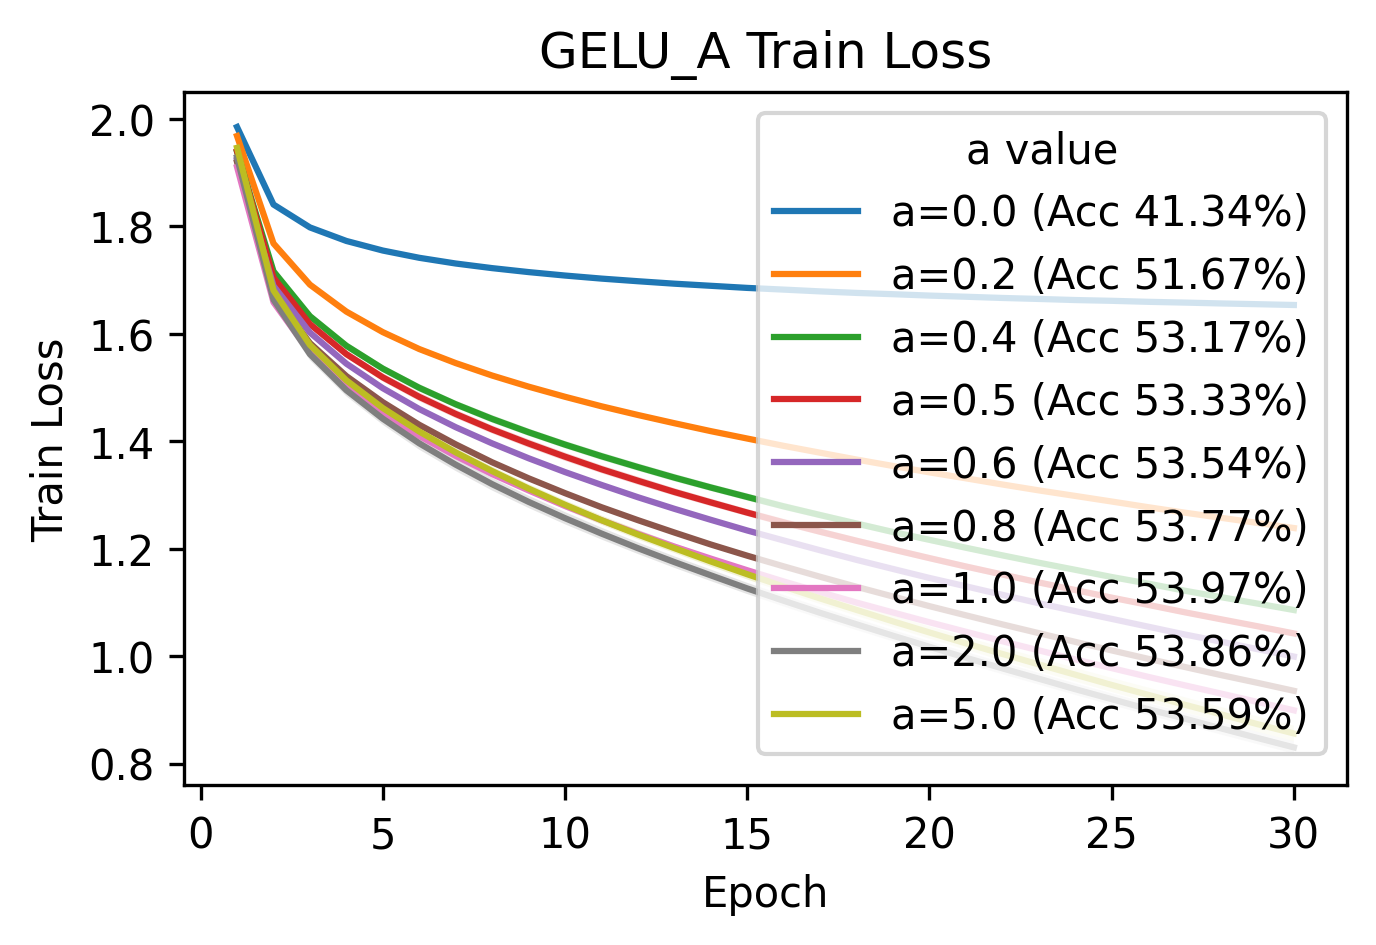 GELU_A Train Loss
2.0
1.8
1.6
1.4
1.2
1.0
0.8
Train Loss
a value
a=0.0 (Acc 41.34%)
a=0.2 (Acc 51.67%)
a=0.4 (Acc 53.17%)
a=0.5 (Acc 53.33%)
a=0.6 (Acc 53.54%)
a=0.8 (Acc 53.77%)
a=1.0 (Acc 53.97%)
a=2.0 (Acc 53.86%)
a=5.0 (Acc 53.59%)
0 5 10 15 20 25 30
Epoch